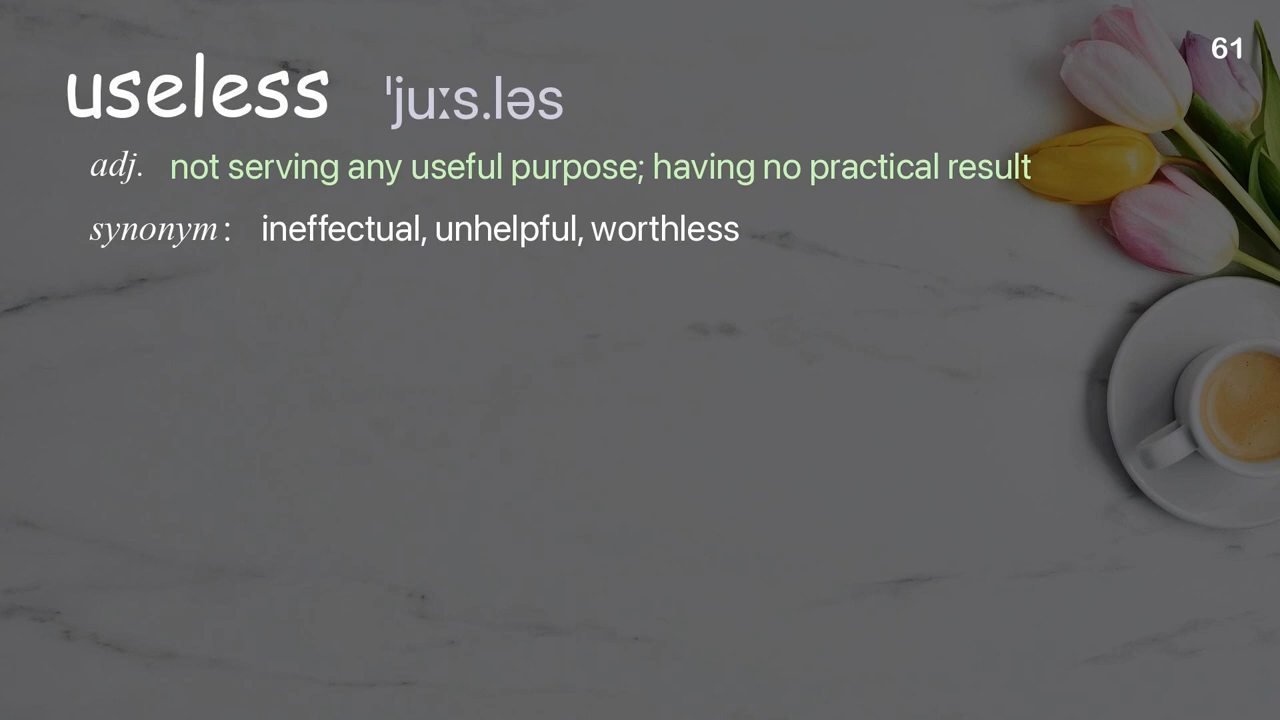 61
useless ˈjuːs.ləs
adj. not serving any useful purpose; having no practical result
synonym: ineffectual, unhelpful, worthless